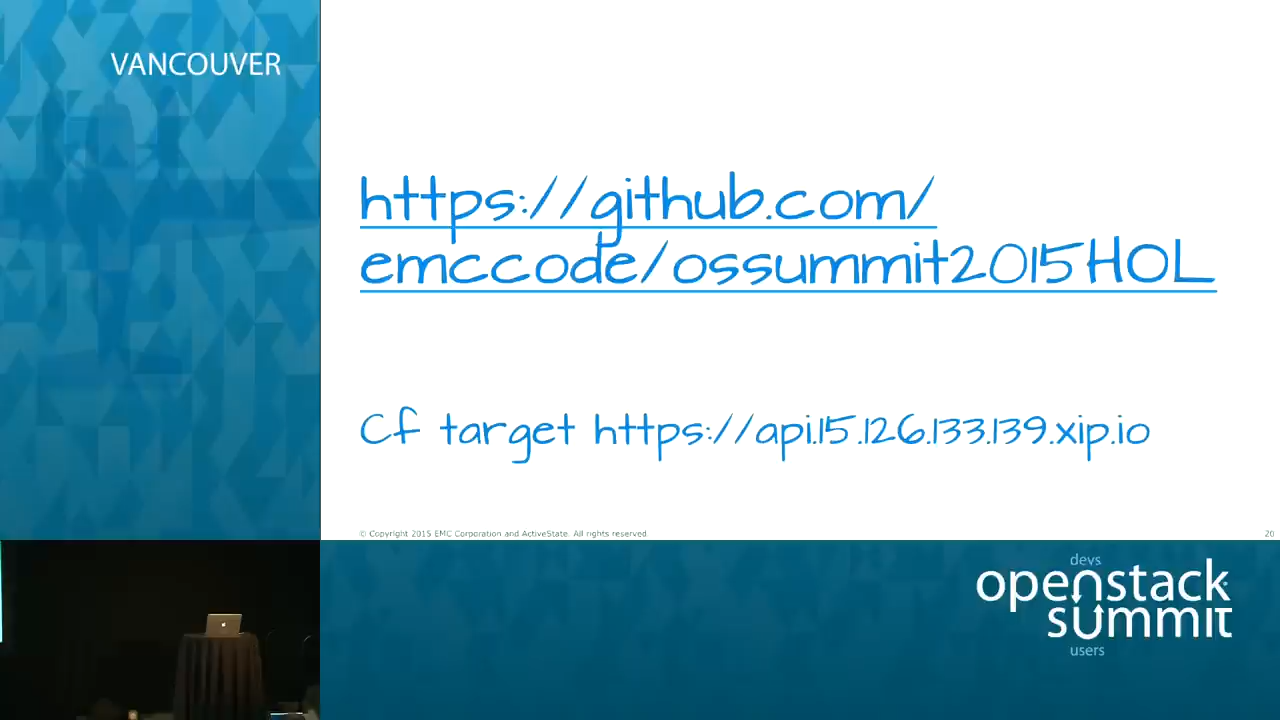 VANCOUVER
https://github.com/
emccode/ossummit2015HOL
Cf target https://api.15.126.133.139.xip.io
© Copyright 2015 EMC Corporation and ActiveState. All rights reserved
20
devs
openstack
summit
users